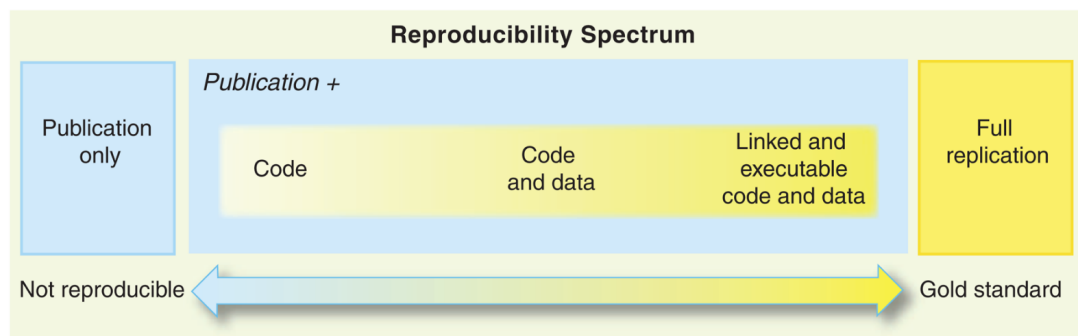 Reproducibility Spectrum
Publication +
Publication
only
Code
Code
and data
Linked and
executable
code and data
Full
replication
Not reproducible
Gold standard